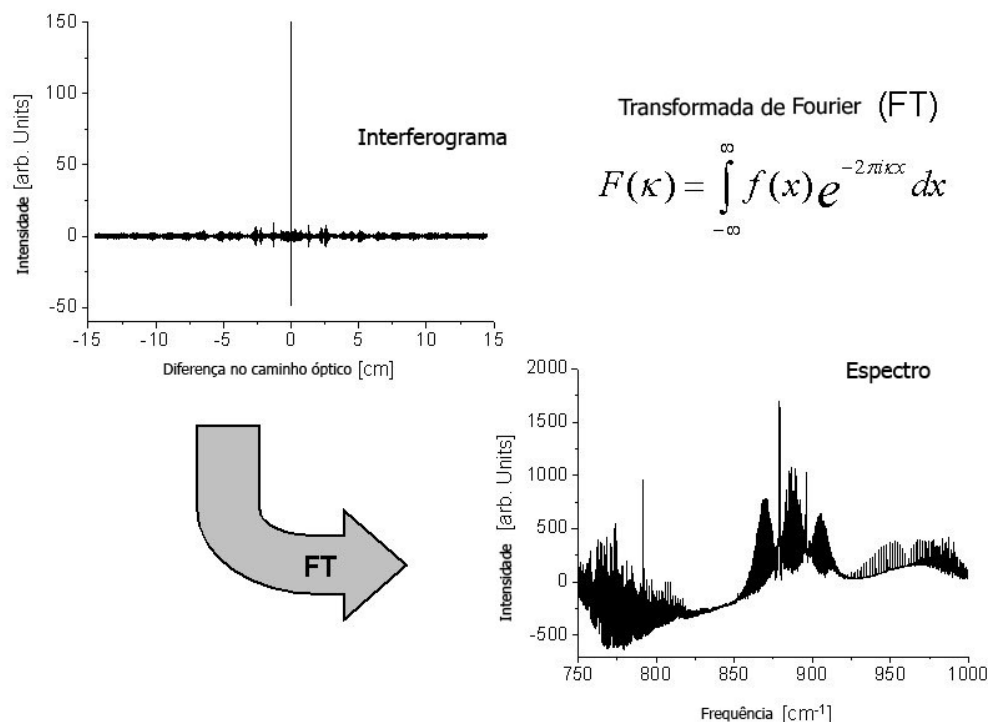 150
100
50
0
-50
Intensidade [arb. Units]
Interferograma
-15 -10 -5 0 5 10 15
Diferença no caminho óptico [cm]
Transformada de Fourier (FT)
F(κ) = ∫_{-∞}^{∞} f(x) e^{-2πiκx} dx
FT
Espectro
2000
1500
1000
500
0
-500
Intensidade [arb. Units]
750 800 850 900 950 1000
Frequência [cm⁻¹]